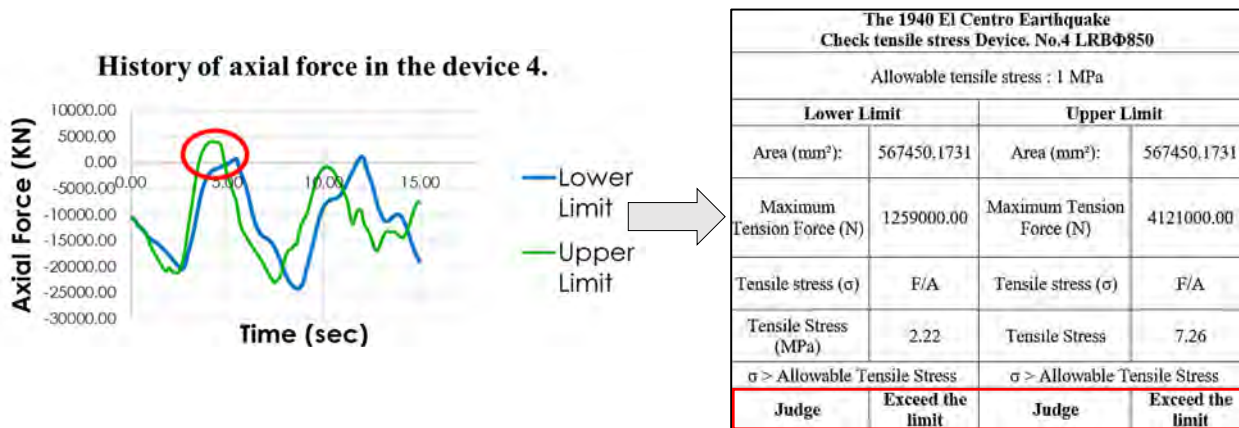 History of axial force in the device 4.
Axial Force (KN)
10000.00
5000.00
0.00
-5000.00
-10000.00
-15000.00
-20000.00
-25000.00
-30000.00
0.00 5.00 10.00 15.00
Time (sec)
Lower
Limit
Upper
Limit
The 1940 El Centro Earthquake
Check tensile stress Device. No.4 LRBΦ850
Allowable tensile stress : 1 MPa
Lower Limit Upper Limit
Area (mm²): 567450.1731 Area (mm²): 567450.1731
Maximum
Tension Force (N) 1259000.00 Maximum Tension
Force (N) 4121000.00
Tensile stress (σ) F/A Tensile stress (σ) F/A
Tensile Stress
(MPa) 2.22 Tensile Stress 7.26
σ > Allowable Tensile Stress σ > Allowable Tensile Stress
Judge Exceed the
limit Judge Exceed the
limit